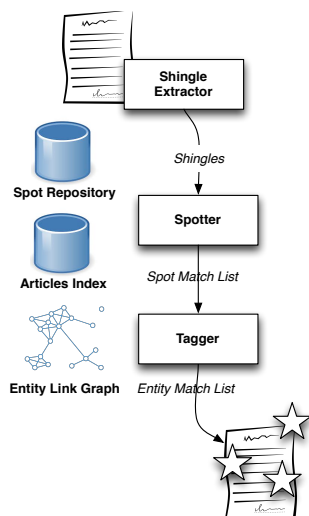 Shingle
Extractor
Shingles
Spot Repository
Spotter
Articles Index
Spot Match List
Tagger
Entity Link Graph
Entity Match List